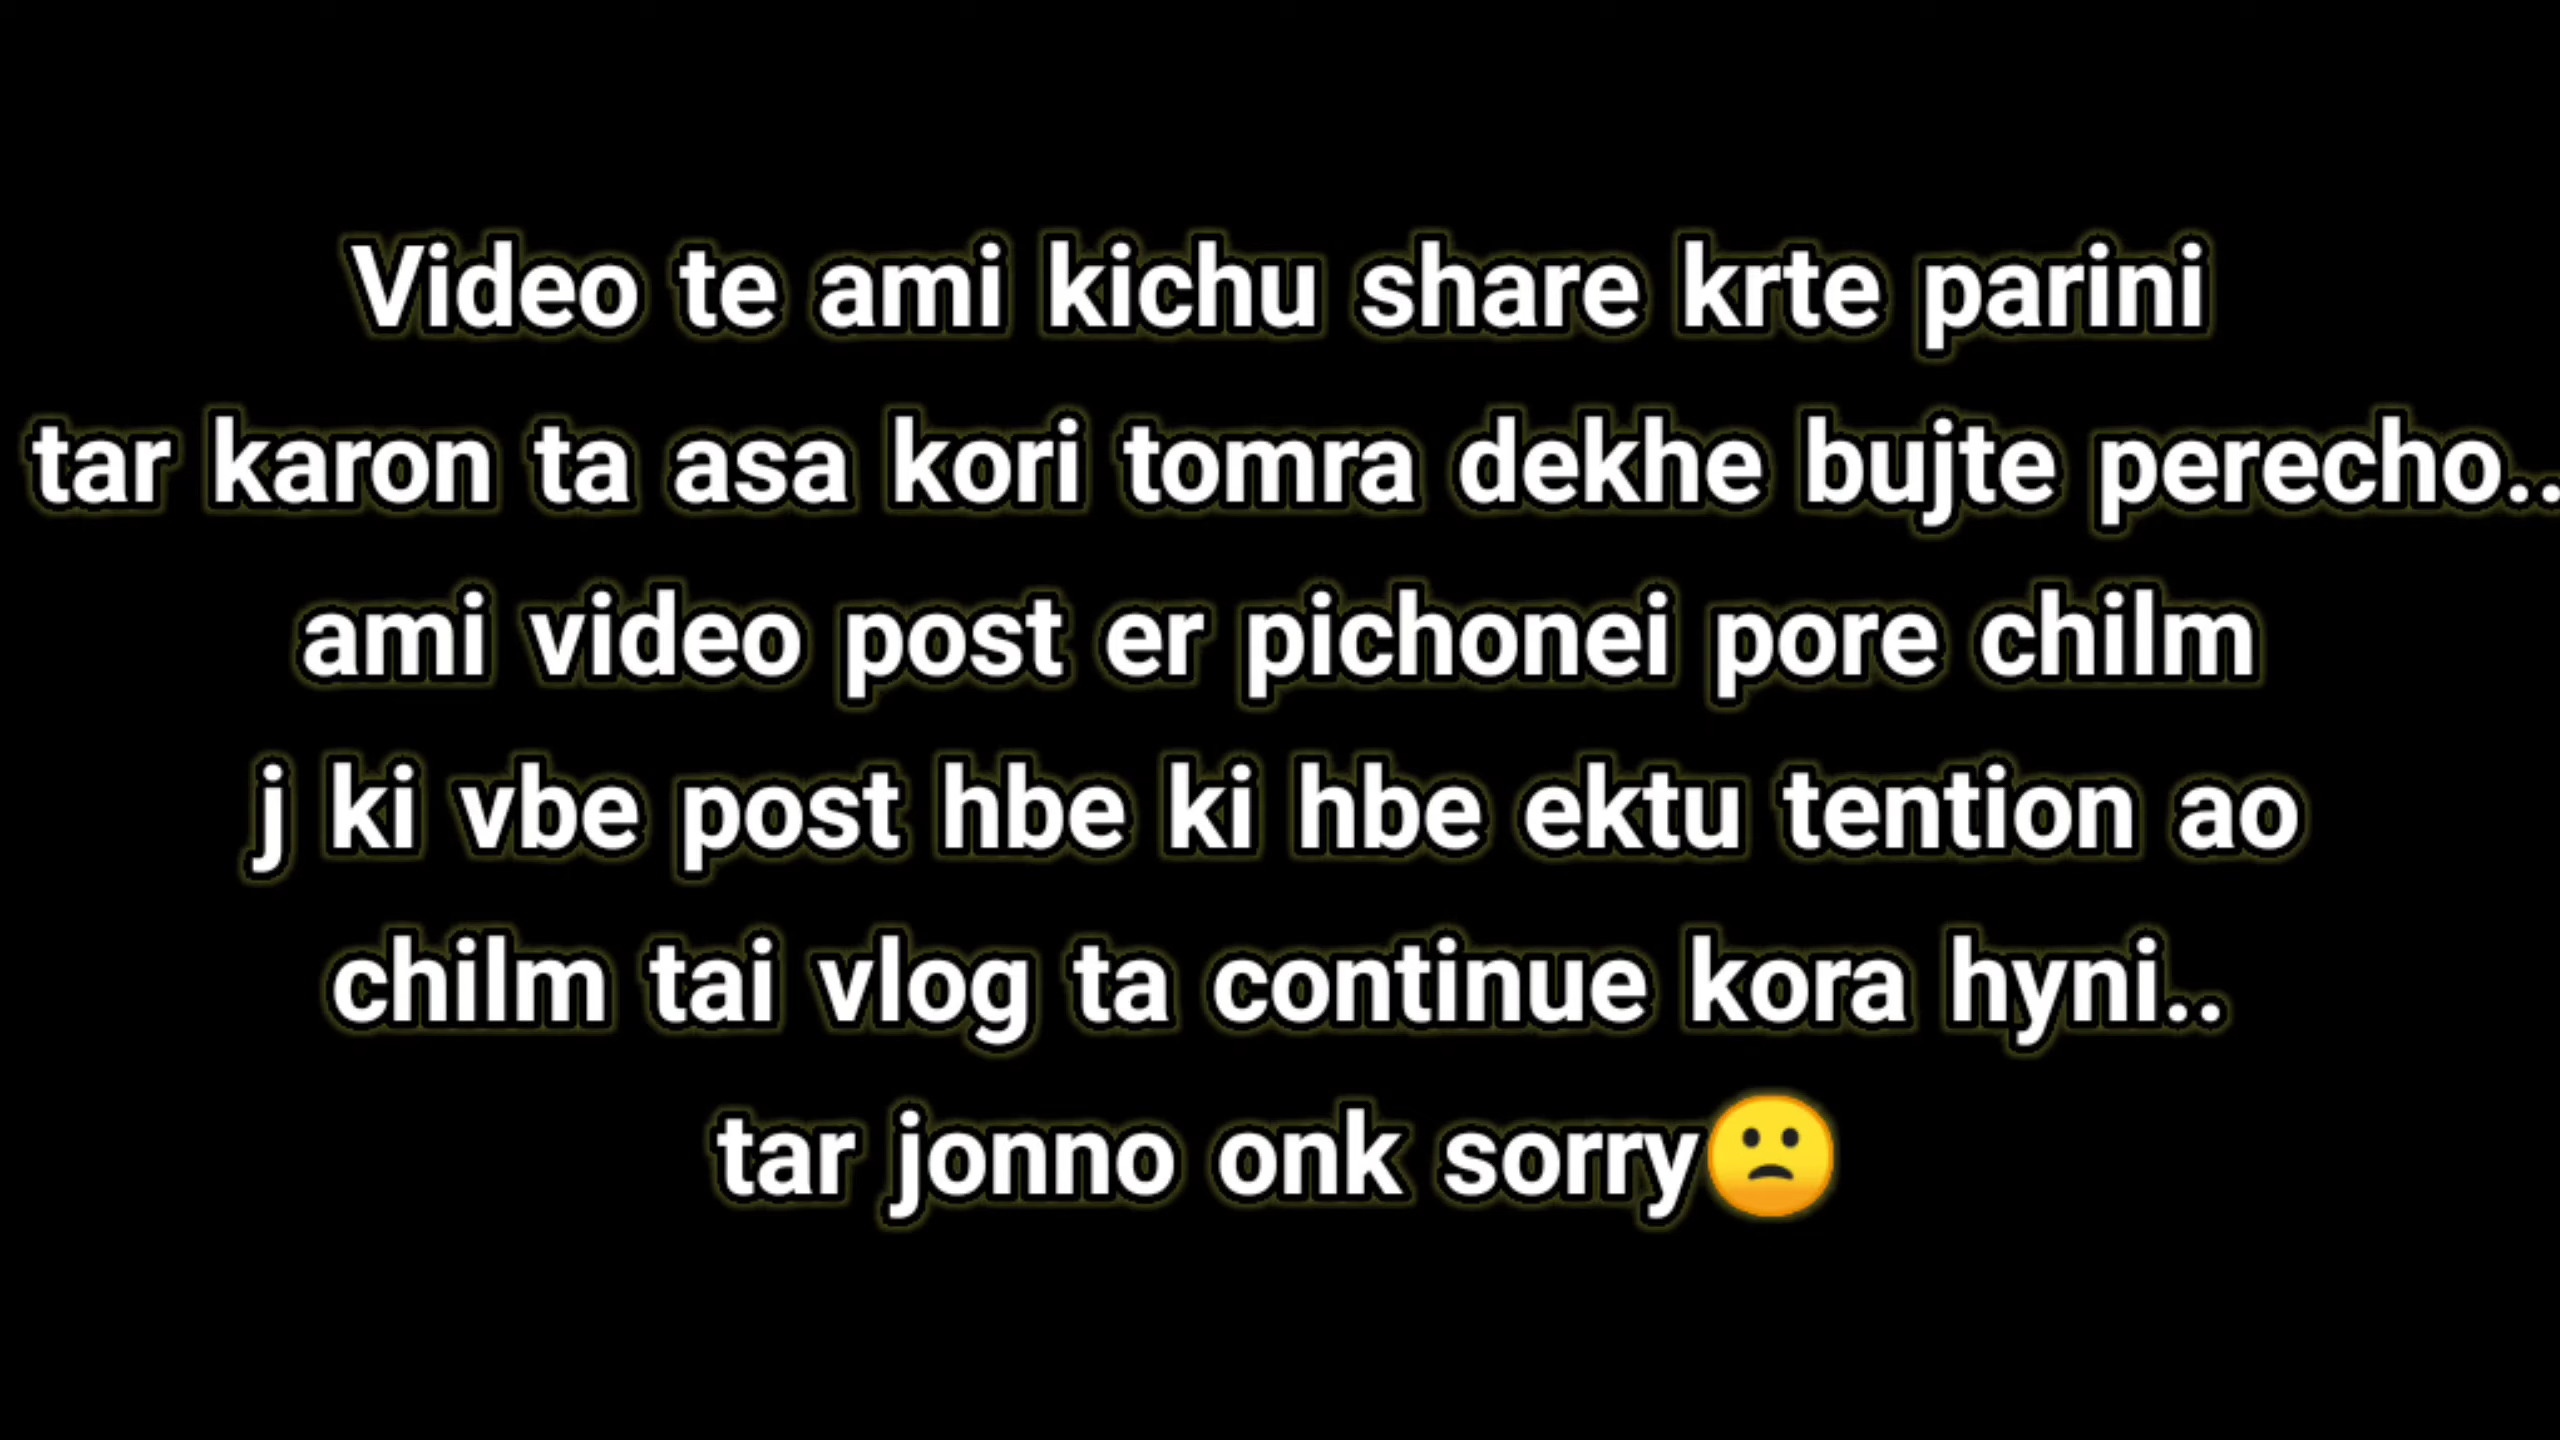 Video te ami kichu share krte parini
tar karon ta asa kori tomra dekhe bujte perecho..
ami video post er pichonei pore chilm
j ki vbe post hbe ki hbe ektu tention ao
chilm tai vlog ta continue kora hyni..
tar jonno onk sorry🙁